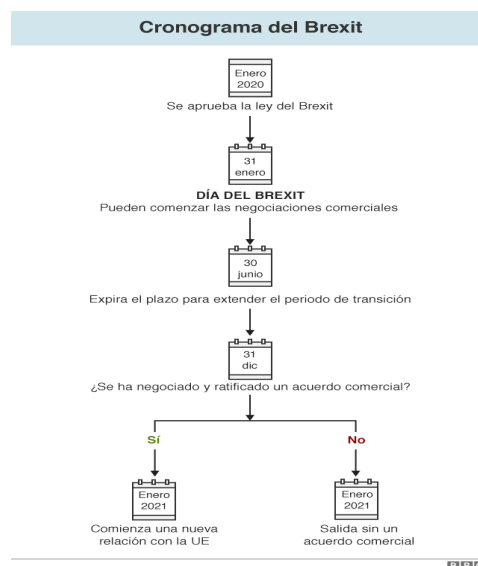 Cronograma del Brexit
Enero
2020
Se aprueba la ley del Brexit
31
enero
DÍA DEL BREXIT
Pueden comenzar las negociaciones comerciales
30
junio
Expira el plazo para extender el periodo de transición
31
dic
¿Se ha negociado y ratificado un acuerdo comercial?
Sí
No
Enero
2021
Comienza una nueva
relación con la UE
Enero
2021
Salida sin un
acuerdo comercial